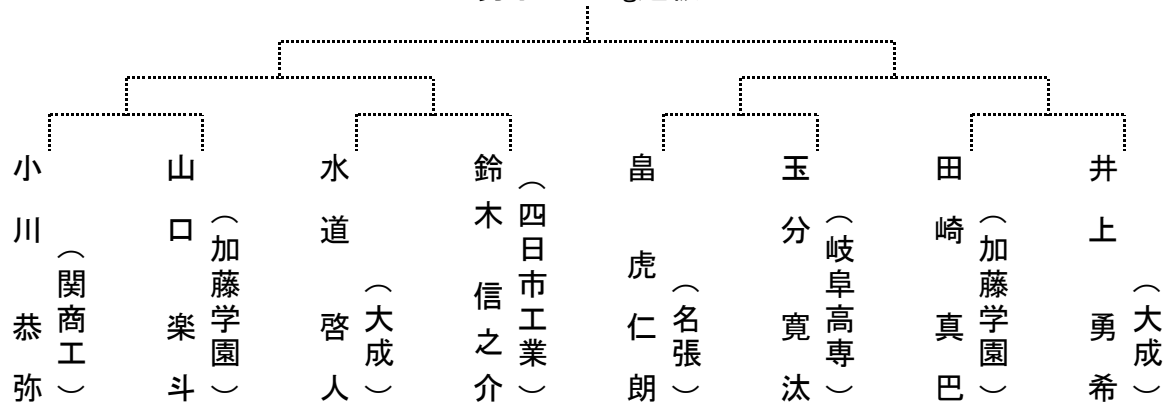 小川 恭弥
（関商工）
山口 楽斗
（加藤学園）
水道 啓人
（大成）
鈴木 信之介
（四日市工業）
畠 虎仁朗
（名張）
玉分 寛汰
（岐阜高専）
田崎 真巴
（加藤学園）
井上 勇希
（大成）